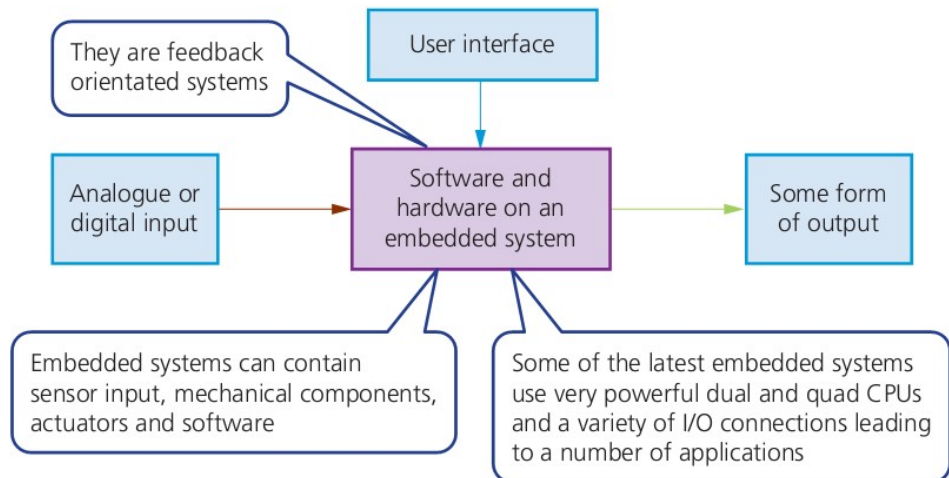 They are feedback
orientated systems
User interface
Analogue or
digital input
Software and
hardware on an
embedded system
Some form
of output
Embedded systems can contain
sensor input, mechanical components,
actuators and software
Some of the latest embedded systems
use very powerful dual and quad CPUs
and a variety of I/O connections leading
to a number of applications